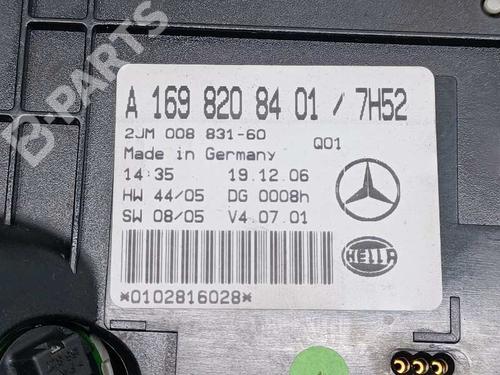 B-PARTS
A 169 820 84 01 / 7H52
2JM 008 831-60 Q01
Made in Germany
14:35 19.12.06
HW 44/05 DG 0008h
SW 08/05 V4.07.01
HELLA
*0102816028*